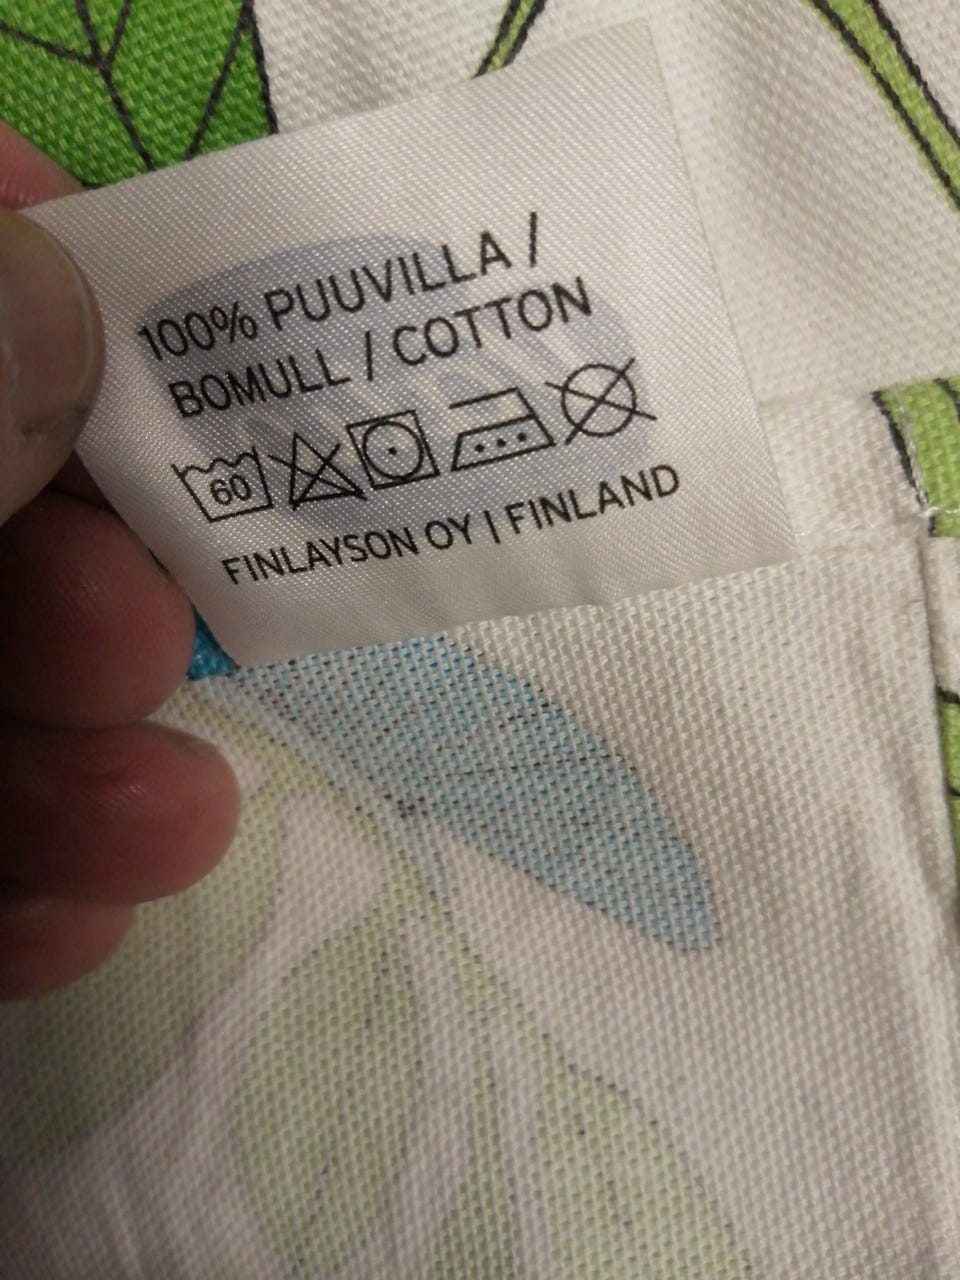 100% PUUVILLA /
BOMULL / COTTON
60
FINLAYSON OY | FINLAND